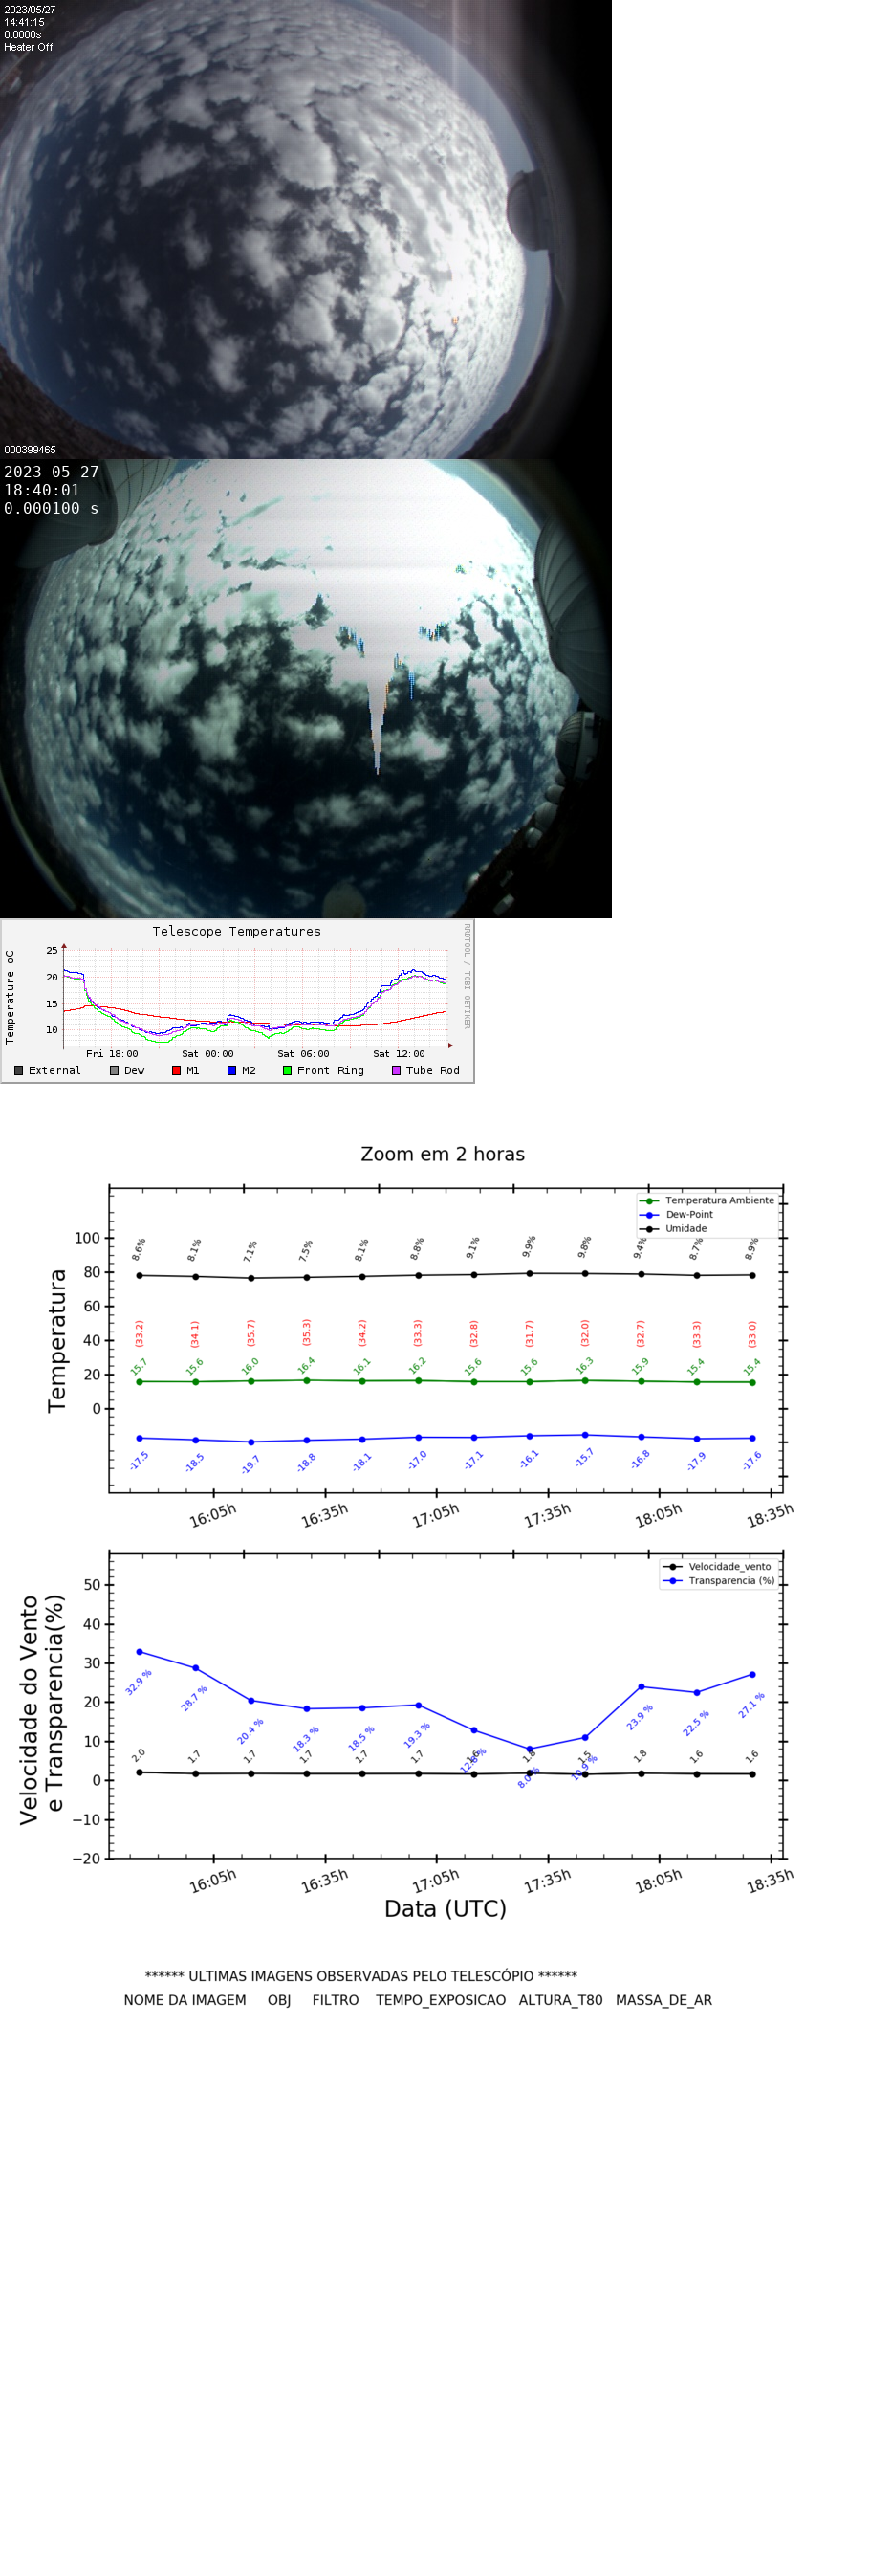 2023/05/27
14:41:15
0.0000s
Heater Off
000399465
2023-05-27
18:40:01
0.000100 s
Telescope Temperatures
RRDTOOL / TOBI OETIKER
Temperature oC
25
20
15
10
Fri 18:00 Sat 00:00 Sat 06:00 Sat 12:00
External Dew M1 M2 Front Ring Tube Rod
Zoom em 2 horas
Temperatura Ambiente
Dew-Point
Umidade
Temperatura
100
80
60
40
20
0
8.6% 8.1% 7.1% 7.5% 8.1% 8.8% 9.1% 9.9% 9.8% 9.4% 8.7% 8.9%
(33.2) (34.1) (35.7) (35.3) (34.2) (33.3) (32.8) (31.7) (32.0) (32.7) (33.3) (33.0)
15.7 15.6 16.0 16.4 16.1 16.2 15.6 15.6 16.3 15.9 15.4 15.4
-17.5 -18.5 -19.7 -18.8 -18.1 -17.0 -17.1 -16.1 -15.7 -16.8 -17.9 -17.6
16:05h 16:35h 17:05h 17:35h 18:05h 18:35h
Velocidade_vento
Transparencia (%)
Velocidade do Vento
e Transparencia(%)
50
40
30
20
10
0
−10
−20
32.9 % 28.7 % 20.4 % 18.3 % 18.5 % 19.3 % 10.9 % 23.9 % 22.5 % 27.1 %
2.0 1.7 1.7 1.7 1.7 1.7 1.8 1.5 1.8 1.6 1.6
16:05h 16:35h 17:05h 17:35h 18:05h 18:35h
Data (UTC)
****** ULTIMAS IMAGENS OBSERVADAS PELO TELESCÓPIO ******
NOME DA IMAGEM OBJ FILTRO TEMPO_EXPOSICAO ALTURA_T80 MASSA_DE_AR